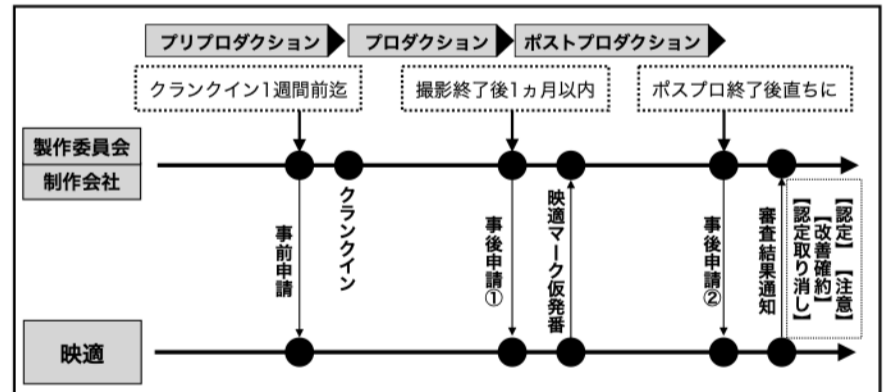 プリプロダクション
プロダクション
ポストプロダクション
クランクイン1週間前迄
撮影終了後1ヵ月以内
ポスプロ終了後直ちに
製作委員会
制作会社
事前申請
クランクイン
事後申請①
映適マーク仮発番
事後申請②
審査結果通知
【認定】【注意】
【改善確約】
【認定取り消し】
映適